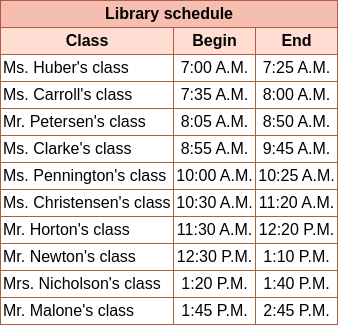 Library schedule
Class Begin End
Ms. Huber's class 7:00 A.M. 7:25 A.M.
Ms. Carroll's class 7:35 A.M. 8:00 A.M.
Mr. Petersen's class 8:05 A.M. 8:50 A.M.
Ms. Clarke's class 8:55 A.M. 9:45 A.M.
Ms. Pennington's class 10:00 A.M. 10:25 A.M.
Ms. Christensen's class 10:30 A.M. 11:20 A.M.
Mr. Horton's class 11:30 A.M. 12:20 P.M.
Mr. Newton's class 12:30 P.M. 1:10 P.M.
Mrs. Nicholson's class 1:20 P.M. 1:40 P.M.
Mr. Malone's class 1:45 P.M. 2:45 P.M.